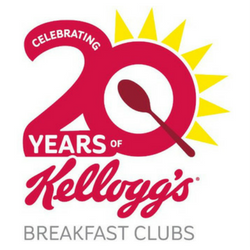 CELEBRATING
20
YEARS OF
Kellogg's®
BREAKFAST CLUBS